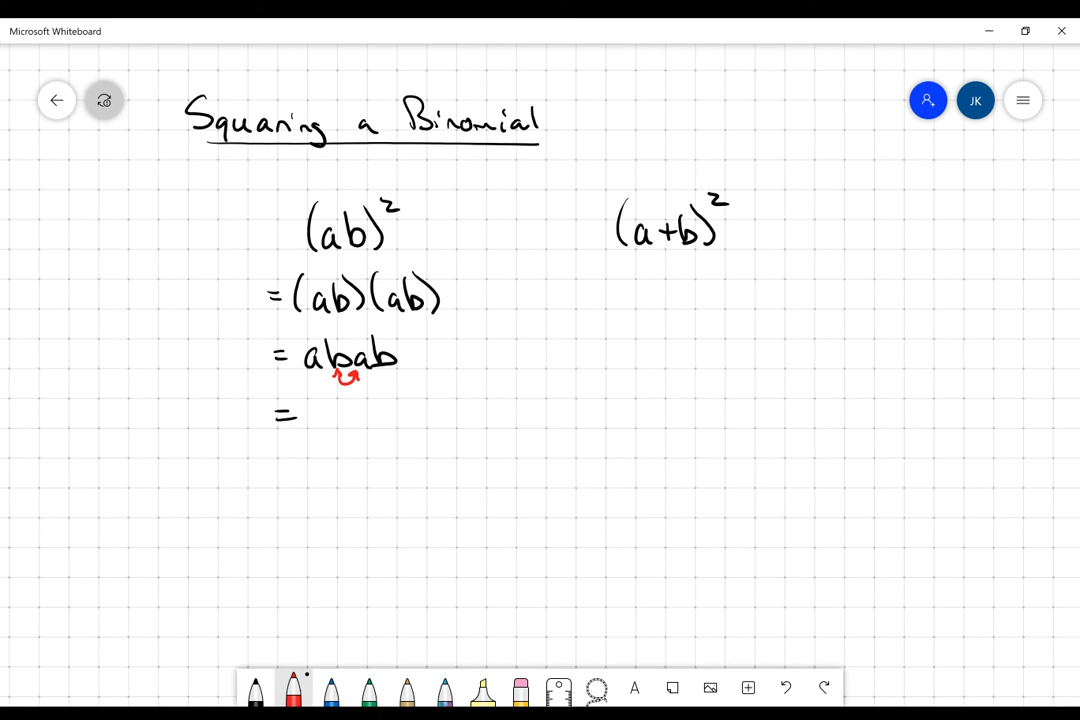 Microsoft Whiteboard
JK
Squaring a Binomial
(ab)²
(a+b)²
= (ab)(ab)
= abab
=
A